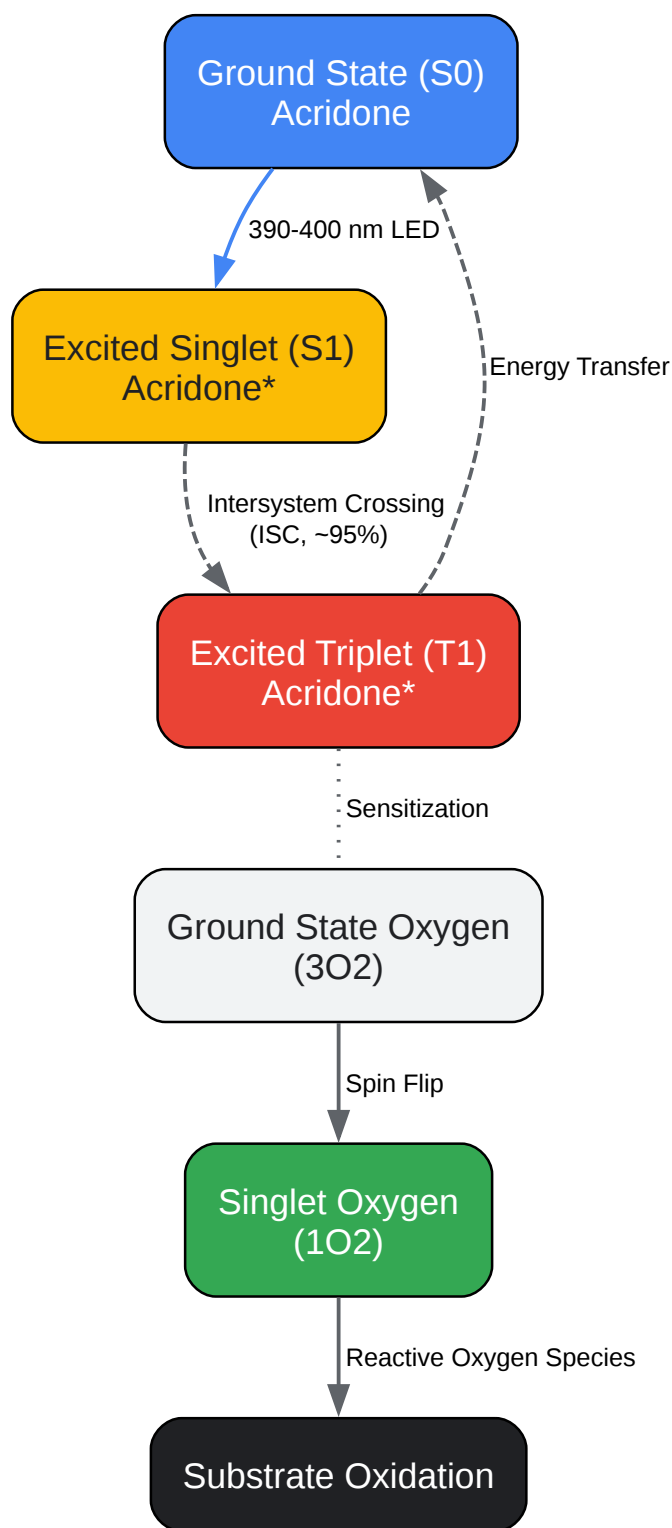 Ground State (S0)
Acridone
390-400 nm LED
Excited Singlet (S1)
Acridone*
Energy Transfer
Intersystem Crossing
(ISC, ~95%)
Excited Triplet (T1)
Acridone*
Sensitization
Ground State Oxygen
(3O2)
Spin Flip
Singlet Oxygen
(1O2)
Reactive Oxygen Species
Substrate Oxidation